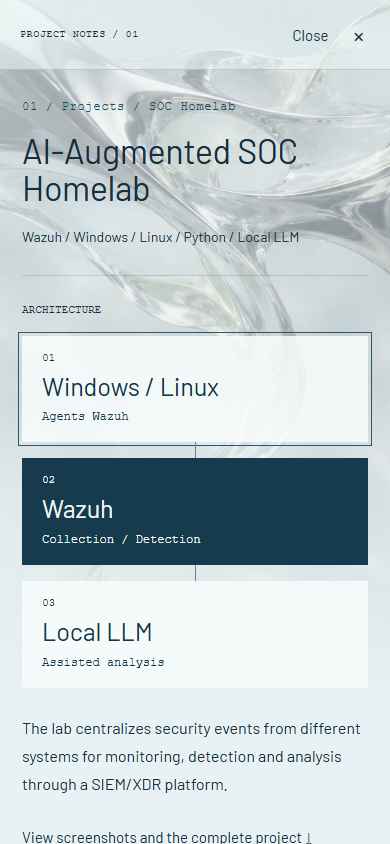 PROJECT NOTES / 01
Close ×
01 / Projects / SOC Homelab
AI-Augmented SOC
Homelab
Wazuh / Windows / Linux / Python / Local LLM
ARCHITECTURE
01
Windows / Linux
Agents Wazuh
02
Wazuh
Collection / Detection
03
Local LLM
Assisted analysis
The lab centralizes security events from different
systems for monitoring, detection and analysis
through a SIEM/XDR platform.
View screenshots and the complete project ↓